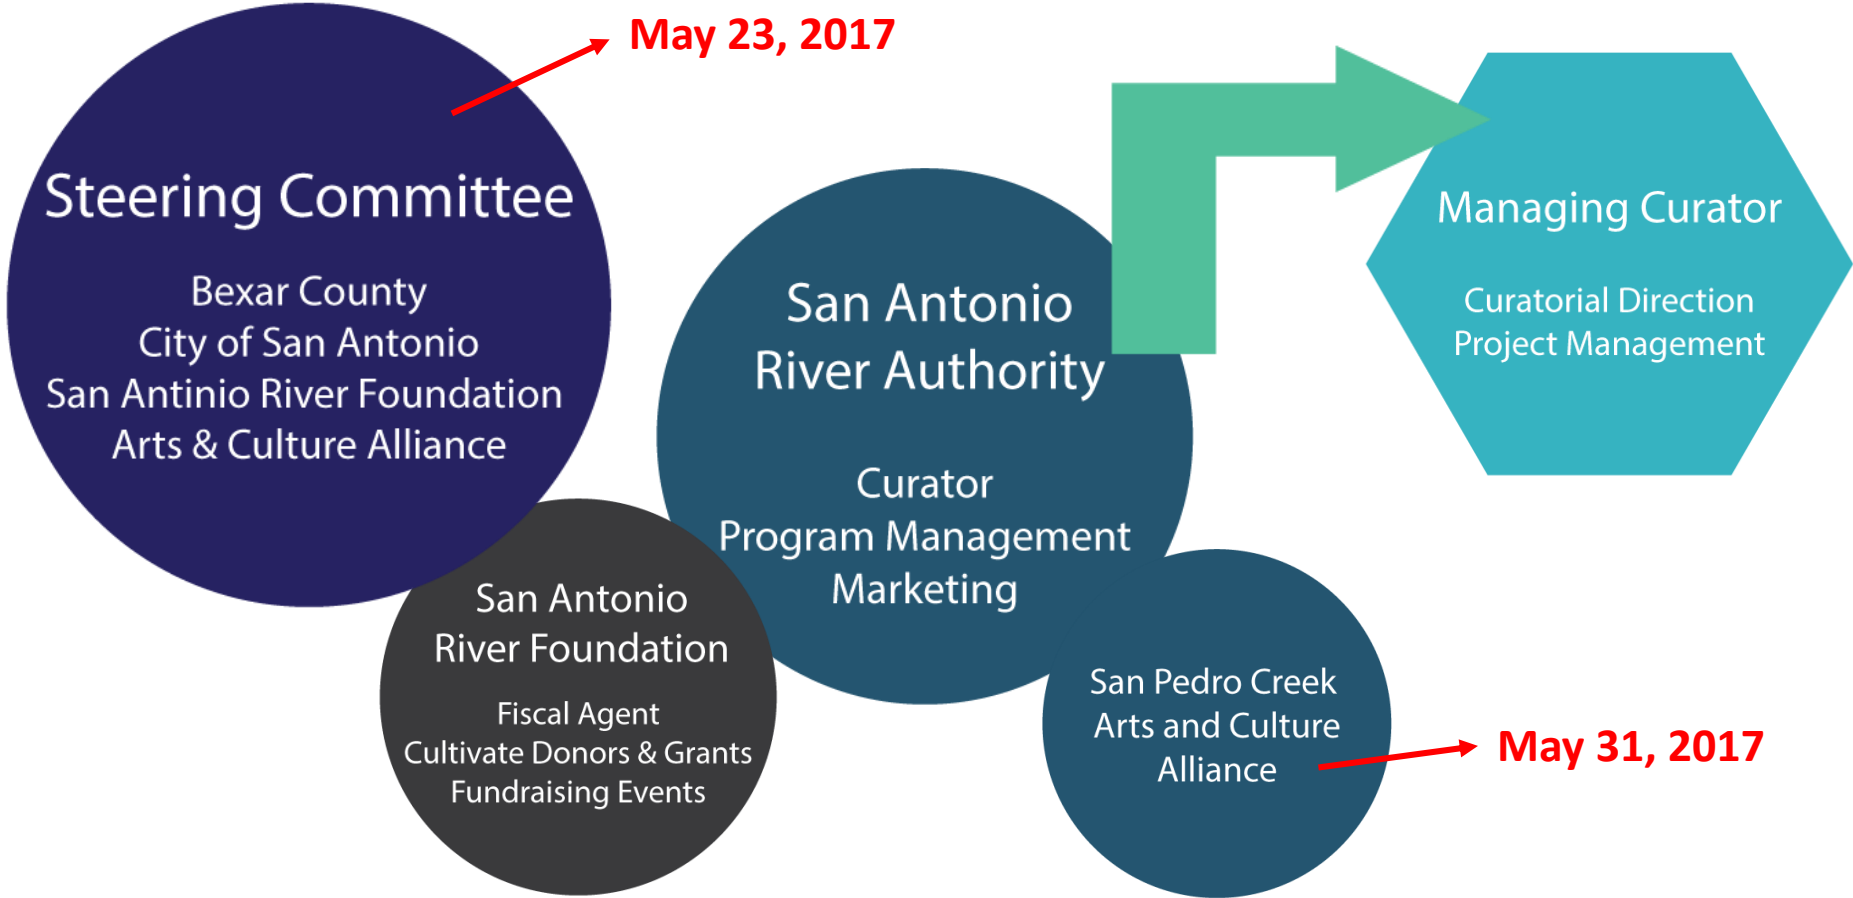 May 23, 2017
Steering Committee
Bexar County
City of San Antonio
San Antinio River Foundation
Arts & Culture Alliance
San Antonio
River Foundation
Fiscal Agent
Cultivate Donors & Grants
Fundraising Events
San Antonio
River Authority
Curator
Program Management
Marketing
San Pedro Creek
Arts and Culture
Alliance
May 31, 2017
Managing Curator
Curatorial Direction
Project Management